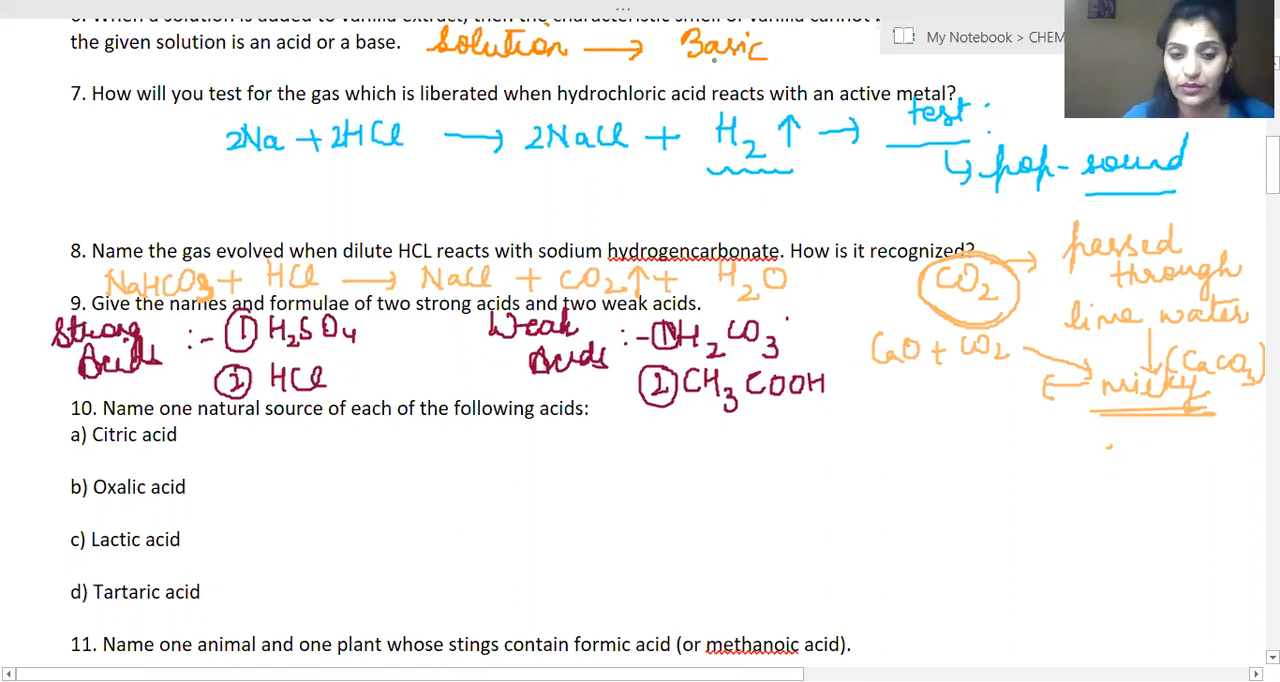 the given solution is an acid or a base. Solution → Basic
My Notebook > CHEM
7. How will you test for the gas which is liberated when hydrochloric acid reacts with an active metal?
2Na + 2HCl → 2NaCl + H2 ↑ → test :
↳ pop-sound
8. Name the gas evolved when dilute HCL reacts with sodium hydrogencarbonate. How is it recognized?
NaHCO3 + HCl → NaCl + CO2 ↑ + H2O
CO2 → passed
through
lime water
CaO + CO2 → (CaCO3)
milky
9. Give the names and formulae of two strong acids and two weak acids.
Strong Acids :- ① H2SO4
② HCl
Weak Acids :- ① H2CO3
② CH3COOH
10. Name one natural source of each of the following acids:
a) Citric acid
b) Oxalic acid
c) Lactic acid
d) Tartaric acid
11. Name one animal and one plant whose stings contain formic acid (or methanoic acid).